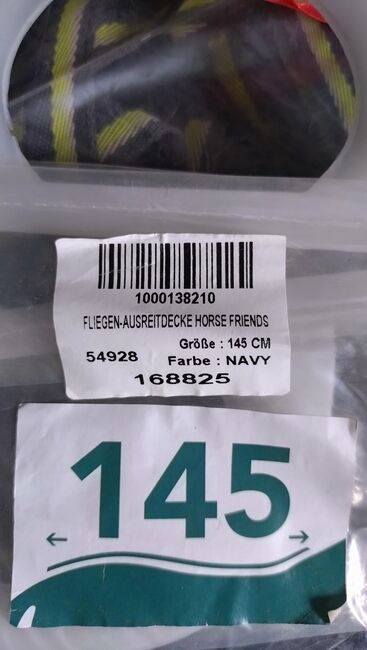 1000138210
FLIEGEN-AUSREITDECKE HORSE FRIENDS
Größe : 145 CM
54928 Farbe : NAVY
168825
145